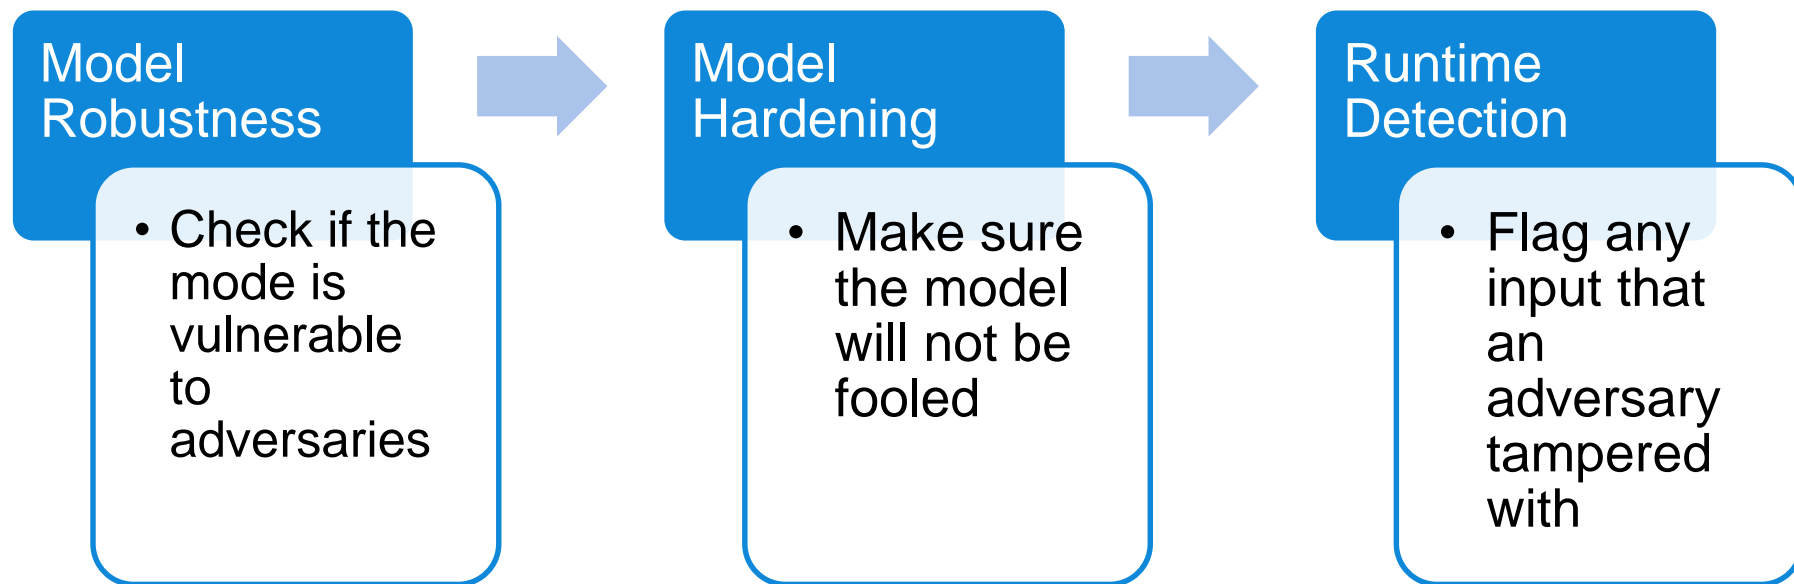 Model
Robustness
• Check if the
mode is
vulnerable
to
adversaries
Model
Hardening
• Make sure
the model
will not be
fooled
Runtime
Detection
• Flag any
input that
an
adversary
tampered
with